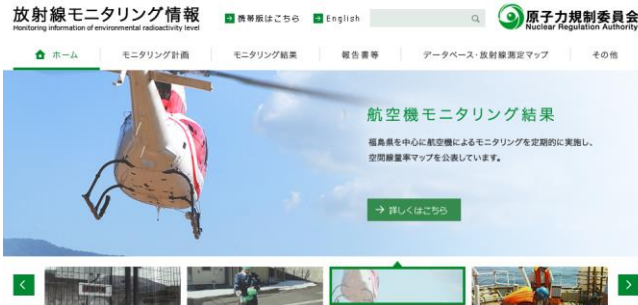 放射線モニタリング情報
Monitoring information of environmental radioactivity level
携帯版はこちら
English
原子力規制委員会
Nuclear Regulation Authority
ホーム
モニタリング計画
モニタリング結果
報告書等
データベース・放射線測定マップ
その他
航空機モニタリング結果
福島県を中心に航空機によるモニタリングを定期的に実施し、
空間線量率マップを公表しています。
→ 詳しくはこちら